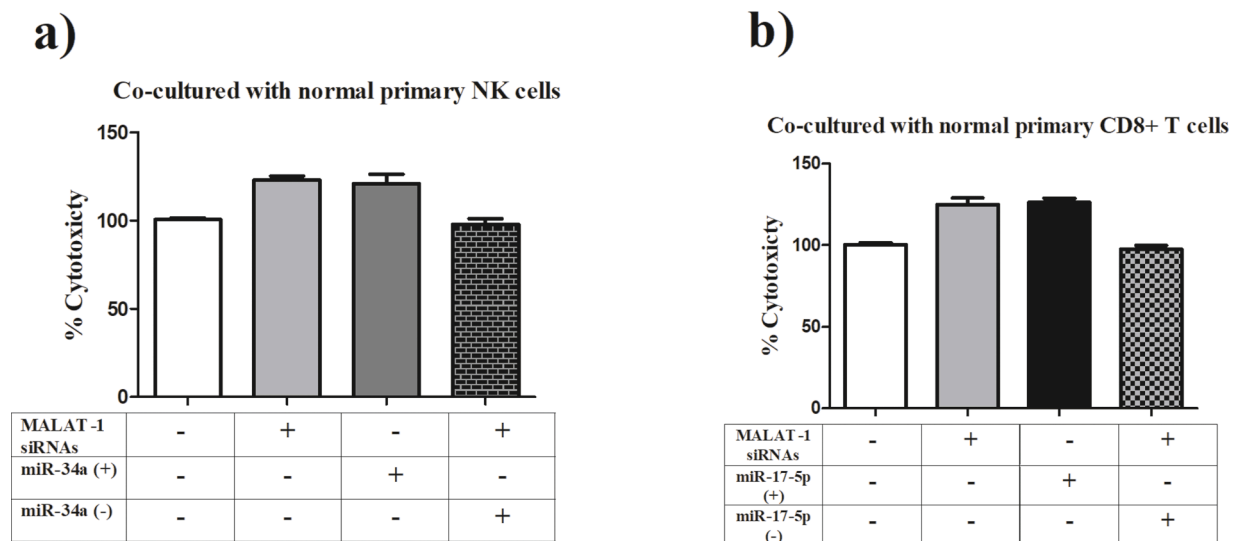 a)
Co-cultured with normal primary NK cells
% Cytotoxicty
150
100
50
0
MALAT-1 siRNAs - + - +
miR-34a (+) - - + -
miR-34a (-) - - - +
b)
Co-cultured with normal primary CD8+ T cells
% Cytotoxicty
150
100
50
0
MALAT-1 siRNAs - + - +
miR-17-5p (+) - - + -
miR-17-5p (-) - - - +